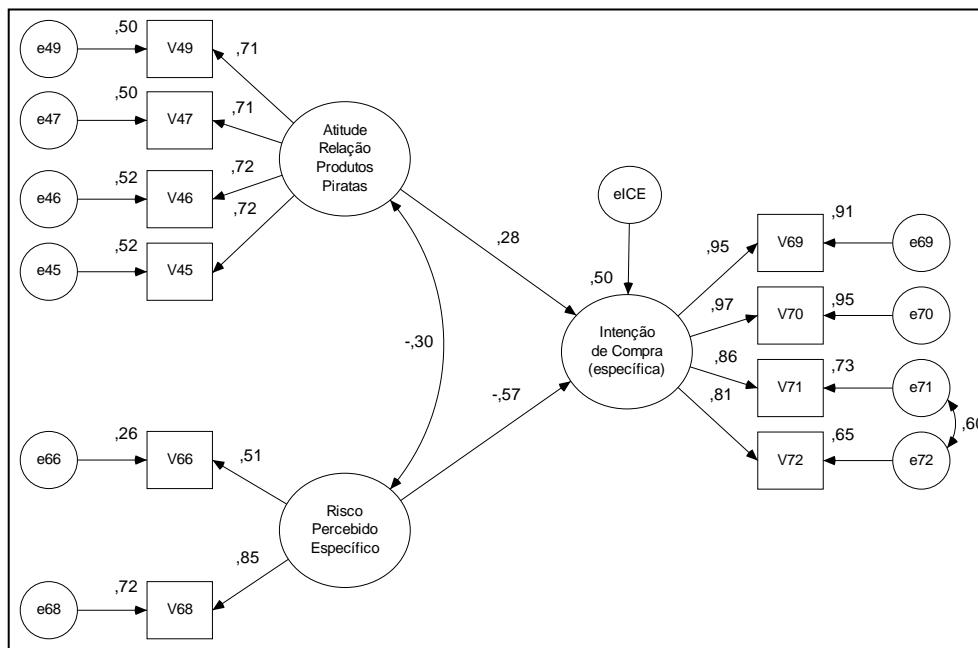 ,50
e49
V49
,71
,50
e47
V47
,71
,52
e46
V46
,72
,52
e45
V45
,72
Atitude
Relação
Produtos
Piratas
-,30
,26
e66
V66
,51
,72
e68
V68
,85
Risco
Percebido
Específico
,28
-,57
eICE
,50
Intenção
de Compra
(específica)
,95
V69
,91
e69
,97
V70
,95
e70
,86
V71
,73
e71
,81
V72
,65
e72
,60